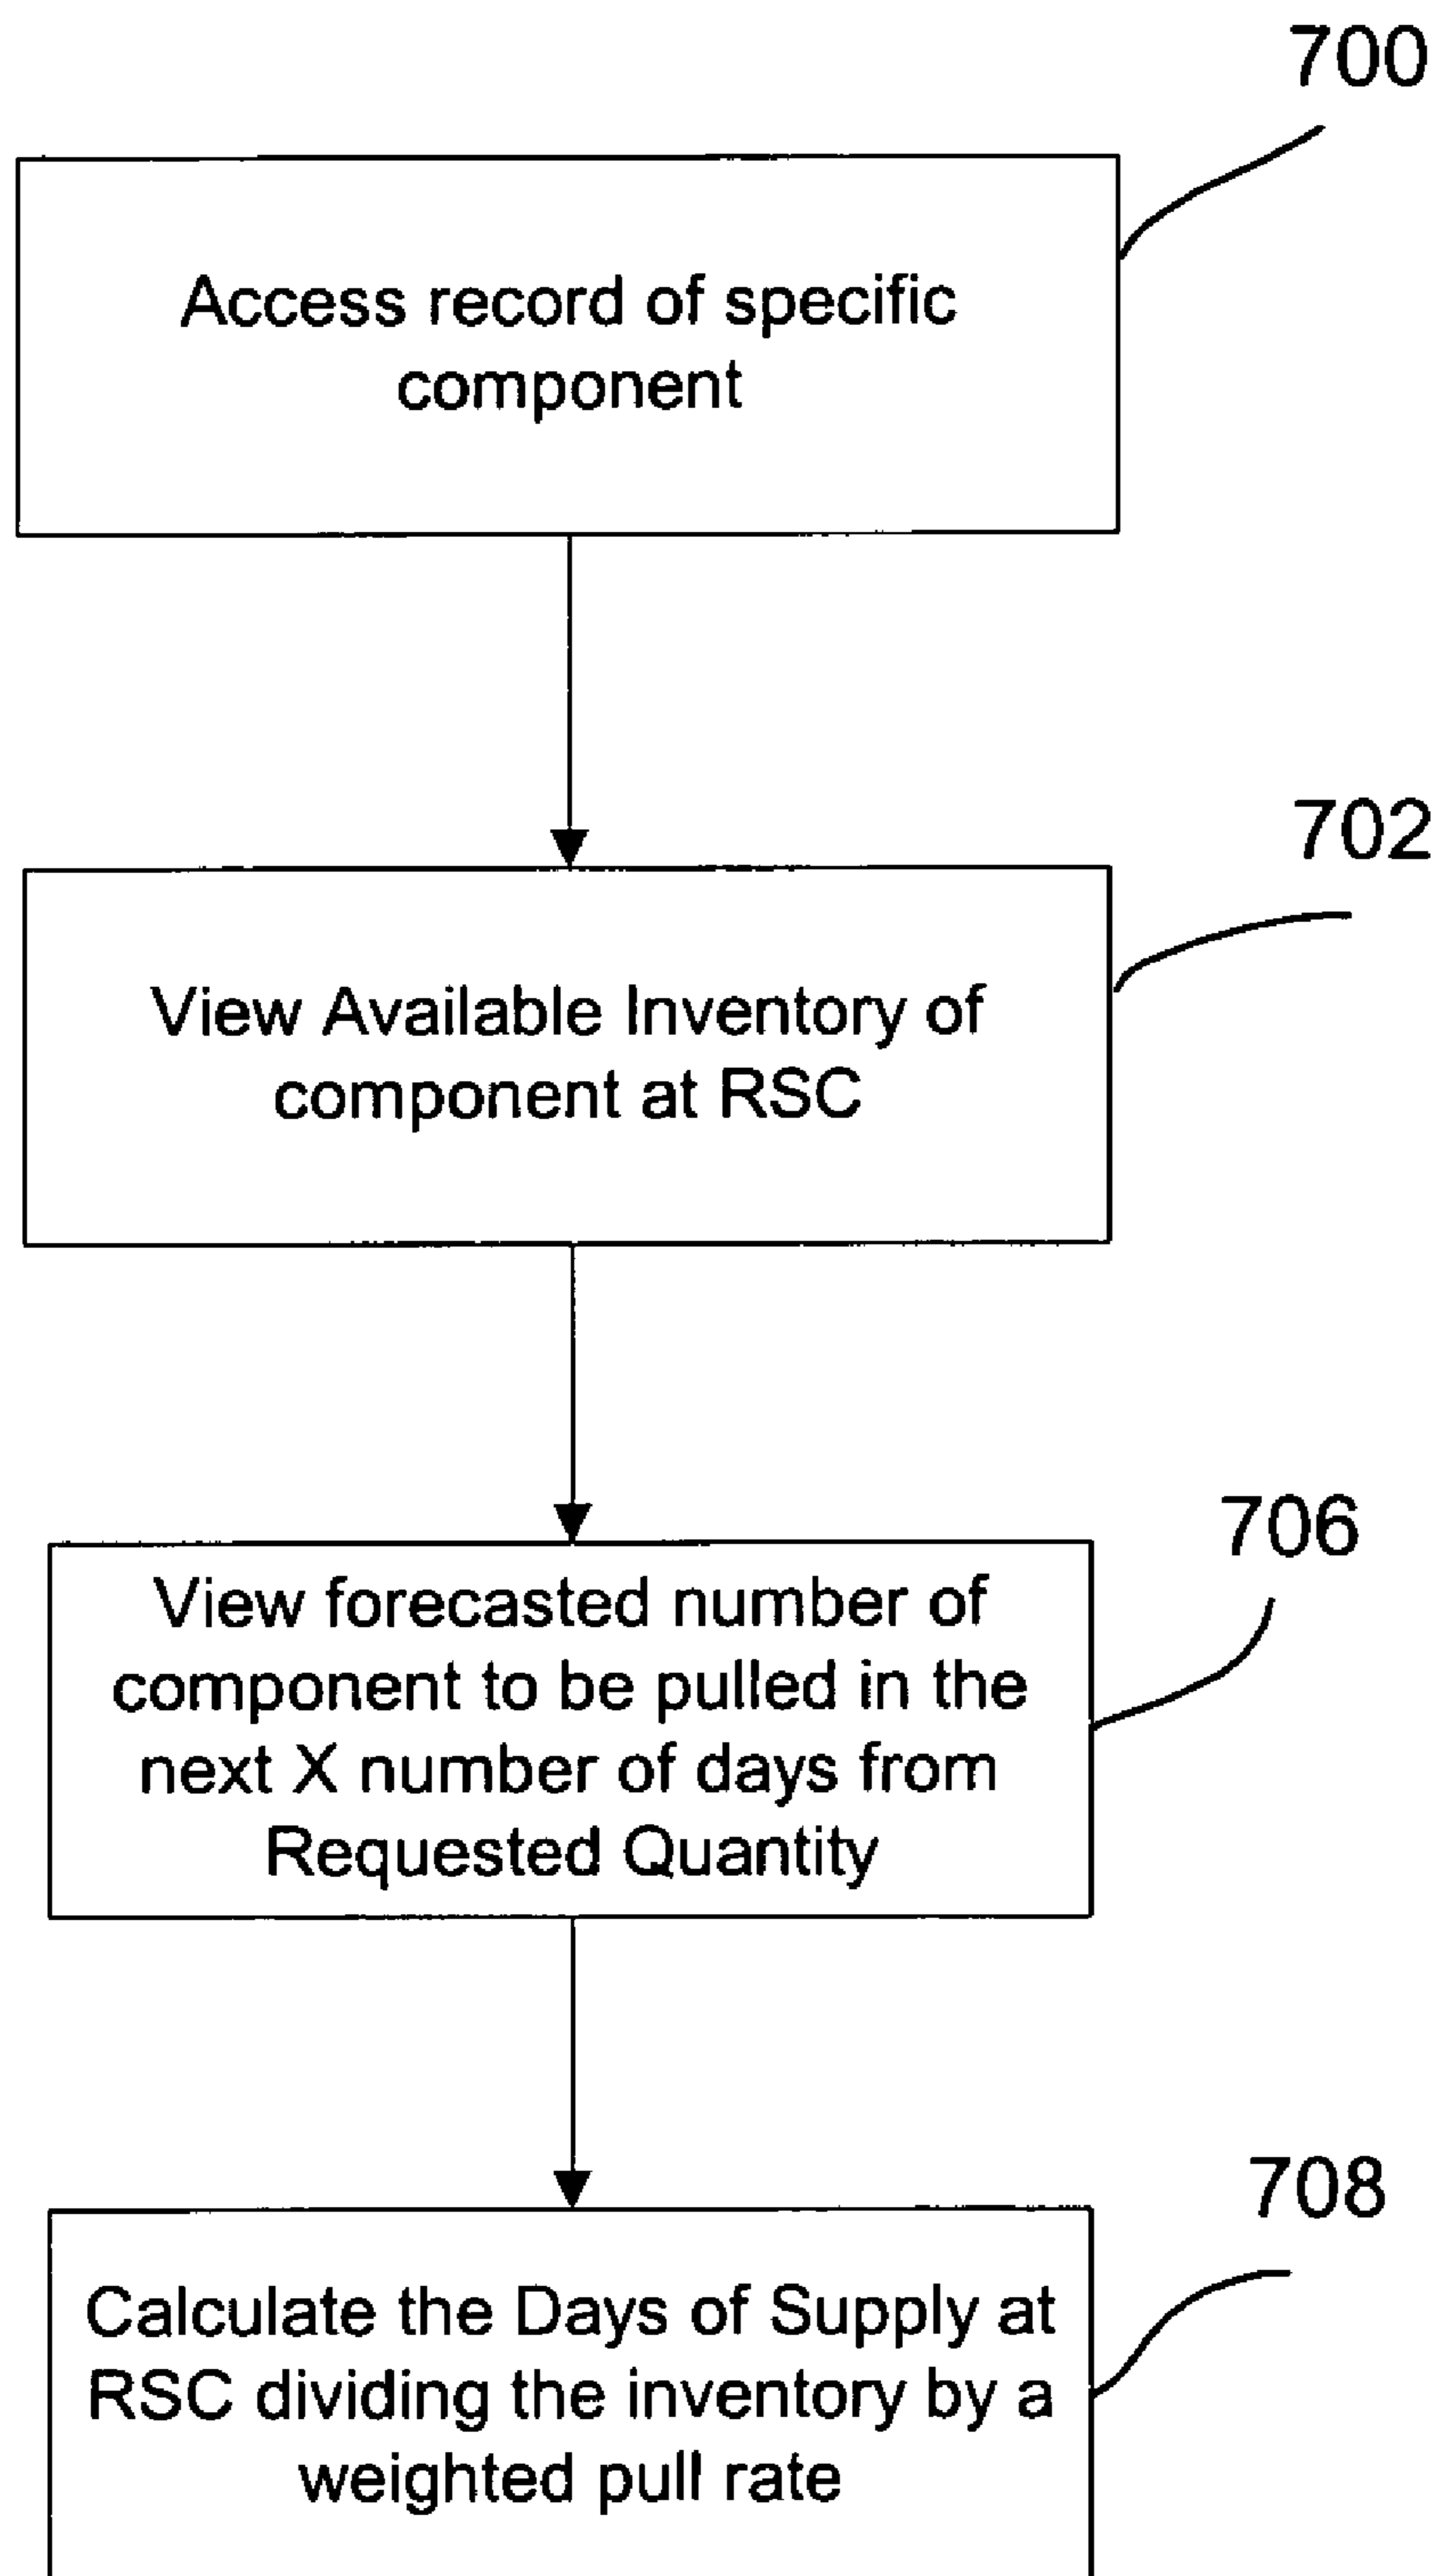 700
Access record of specific
component
702
View Available Inventory of
component at RSC
706
View forecasted number of
component to be pulled in the
next X number of days from
Requested Quantity
708
Calculate the Days of Supply at
RSC dividing the inventory by a
weighted pull rate